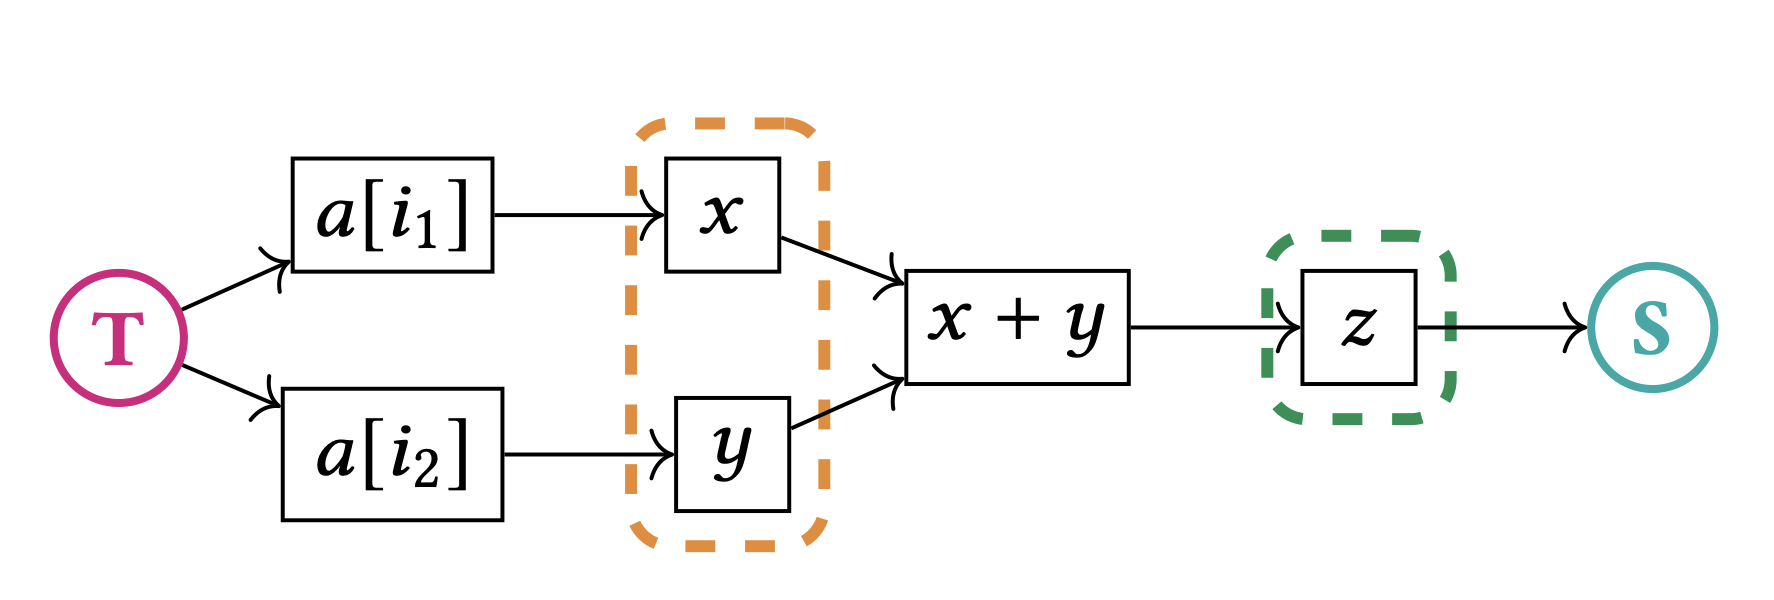 T
a[i₁]
a[i₂]
x
y
x + y
z
S